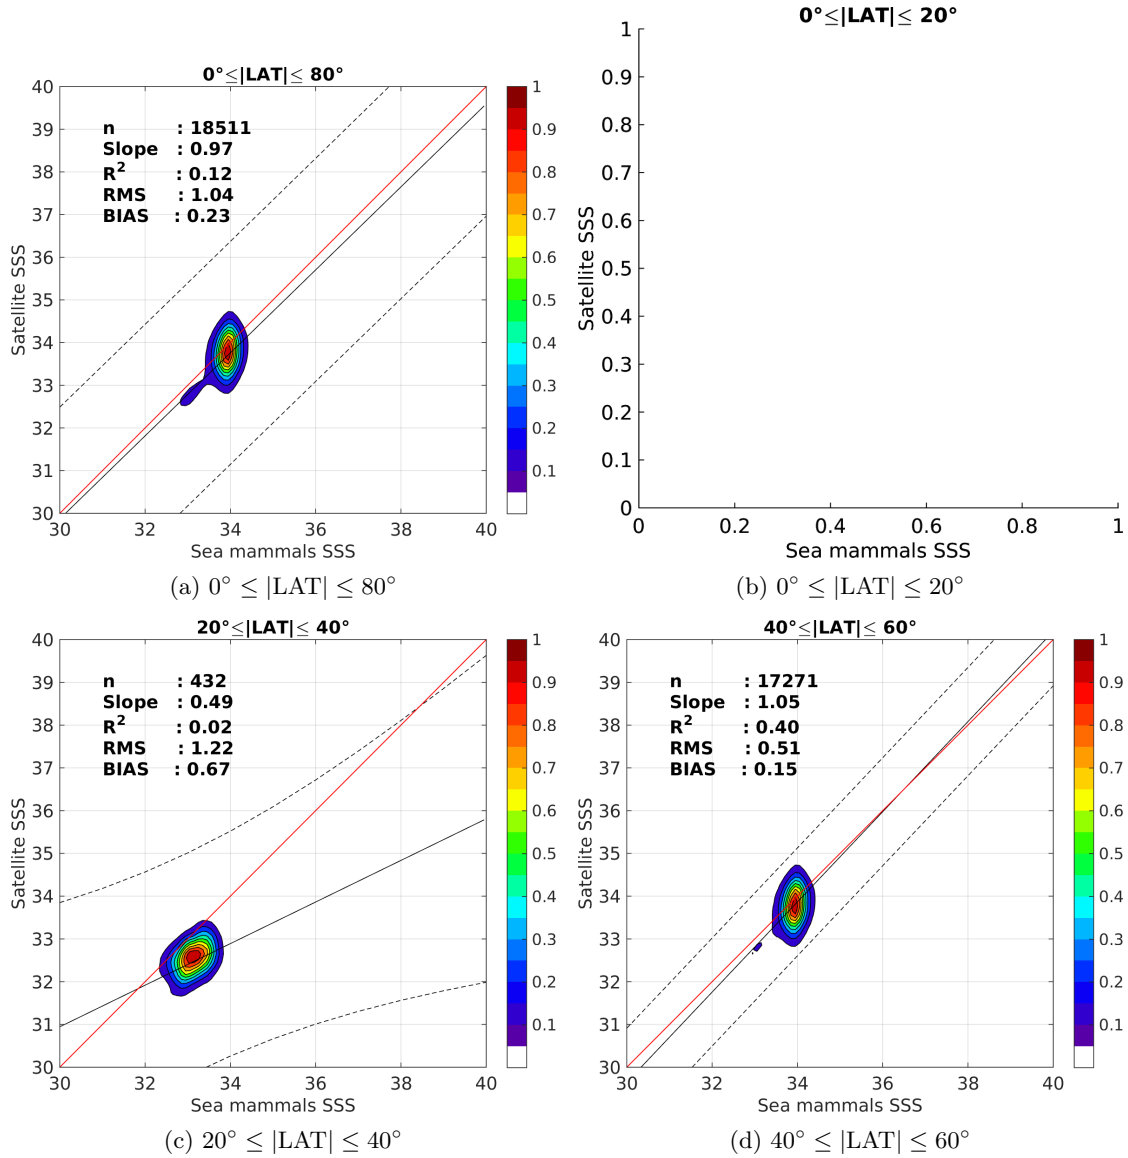 0°≤|LAT|≤ 80°
40
39
38
37
36
35
34
33
32
31
30
30 32 34 36 38 40
Satellite SSS
Sea mammals SSS
n : 18511
Slope : 0.97
R² : 0.12
RMS : 1.04
BIAS : 0.23
1
0.9
0.8
0.7
0.6
0.5
0.4
0.3
0.2
0.1
(a) 0° ≤ |LAT| ≤ 80°
0°≤|LAT|≤ 20°
1
0.9
0.8
0.7
0.6
0.5
0.4
0.3
0.2
0.1
0
0 0.2 0.4 0.6 0.8 1
Satellite SSS
Sea mammals SSS
(b) 0° ≤ |LAT| ≤ 20°
20°≤|LAT|≤ 40°
40
39
38
37
36
35
34
33
32
31
30
30 32 34 36 38 40
Satellite SSS
Sea mammals SSS
n : 432
Slope : 0.49
R² : 0.02
RMS : 1.22
BIAS : 0.67
1
0.9
0.8
0.7
0.6
0.5
0.4
0.3
0.2
0.1
(c) 20° ≤ |LAT| ≤ 40°
40°≤|LAT|≤ 60°
40
39
38
37
36
35
34
33
32
31
30
30 32 34 36 38 40
Satellite SSS
Sea mammals SSS
n : 17271
Slope : 1.05
R² : 0.40
RMS : 0.51
BIAS : 0.15
1
0.9
0.8
0.7
0.6
0.5
0.4
0.3
0.2
0.1
(d) 40° ≤ |LAT| ≤ 60°